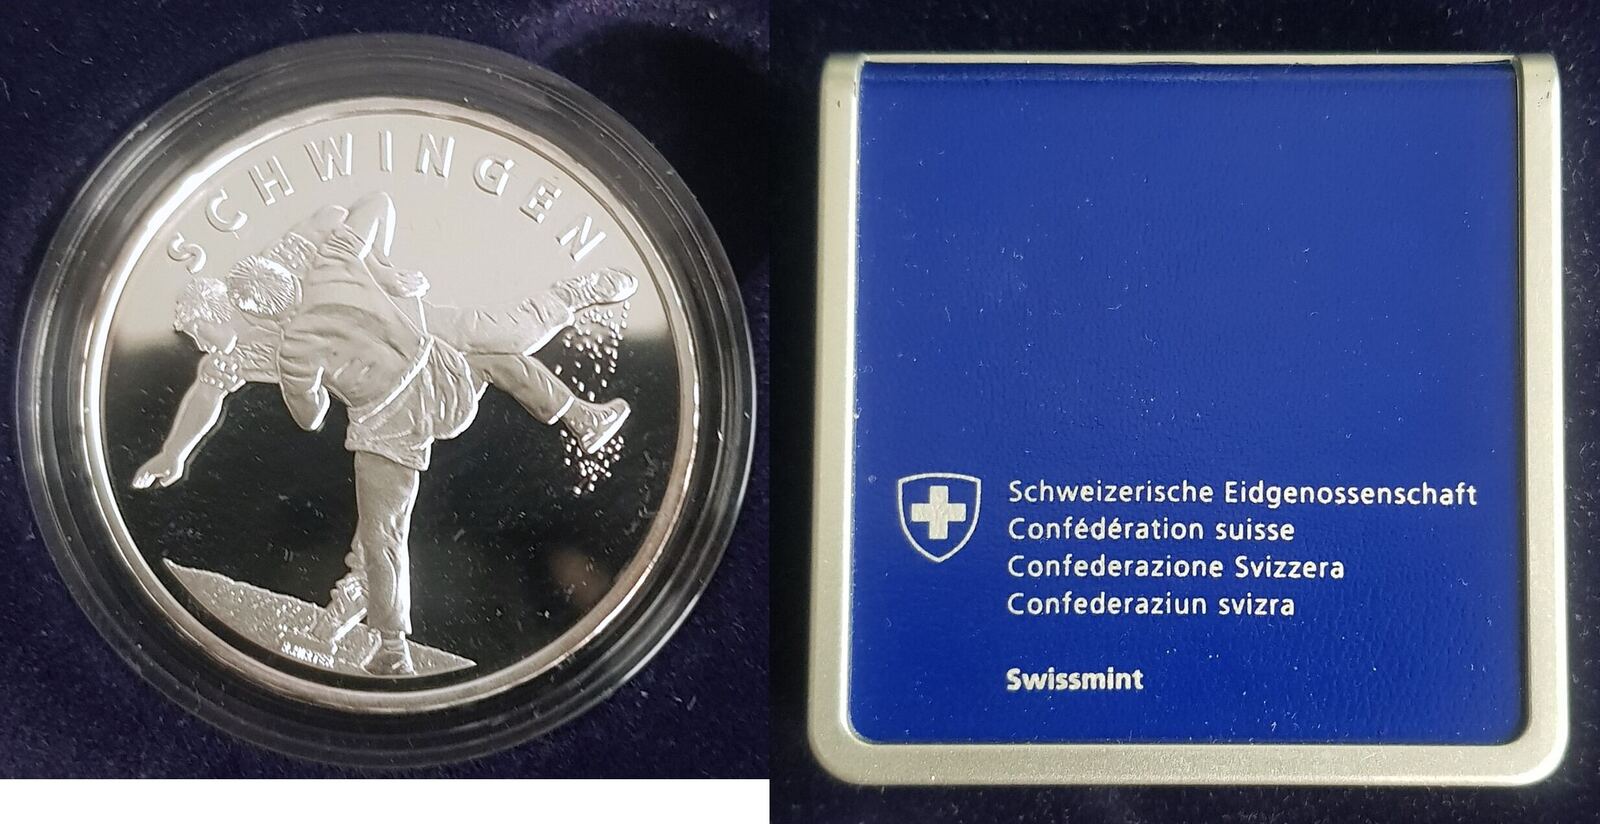 SCHWINGEN
Schweizerische Eidgenossenschaft
Confédération suisse
Confederazione Svizzera
Confederaziun svizra
Swissmint